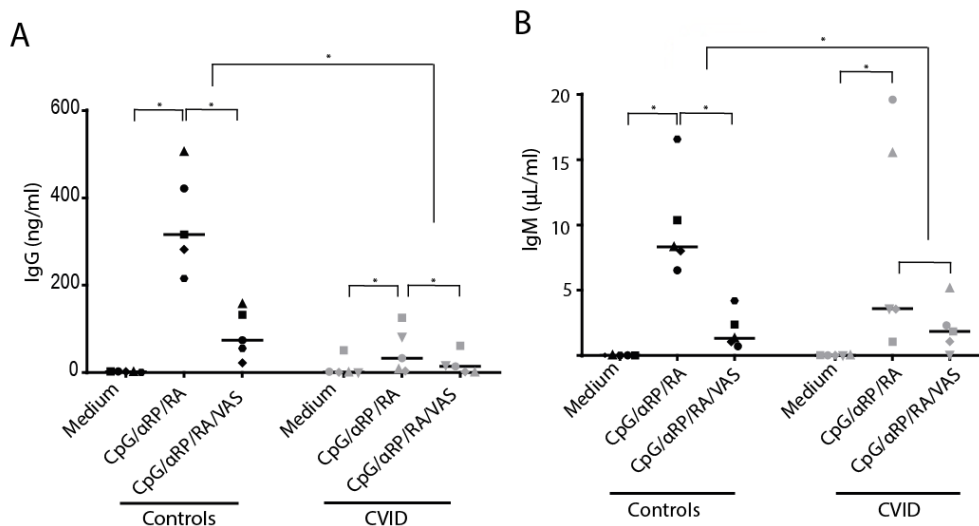 A
B
*
*
*
*
*
*
600
400
200
0
IgG (ng/ml)
*
*
*
*
20
15
10
5
0
IgM (µL/ml)
Medium
CpG/αRP/RA
CpG/αRP/RA/VAS
Medium
CpG/αRP/RA
CpG/αRP/RA/VAS
Controls
CVID
Medium
CpG/αRP/RA
CpG/αRP/RA/VAS
Medium
CpG/αRP/RA
CpG/αRP/RA/VAS
Controls
CVID